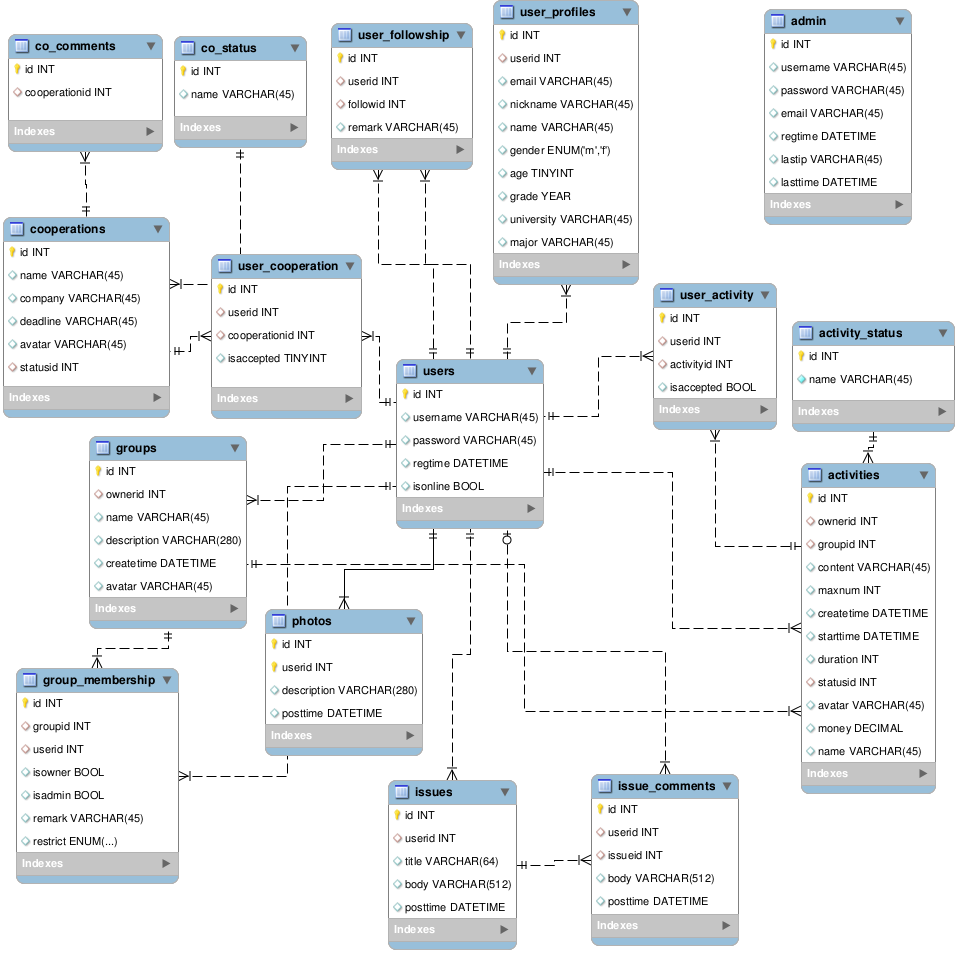 co_comments
id INT
cooperationid INT
Indexes
co_status
id INT
name VARCHAR(45)
Indexes
user_followship
id INT
userid INT
followid INT
remark VARCHAR(45)
Indexes
user_profiles
id INT
userid INT
email VARCHAR(45)
nickname VARCHAR(45)
name VARCHAR(45)
gender ENUM('m','f')
age TINYINT
grade YEAR
university VARCHAR(45)
major VARCHAR(45)
Indexes
admin
id INT
username VARCHAR(45)
password VARCHAR(45)
email VARCHAR(45)
regtime DATETIME
lastip VARCHAR(45)
lasttime DATETIME
Indexes
cooperations
id INT
name VARCHAR(45)
company VARCHAR(45)
deadline VARCHAR(45)
avatar VARCHAR(45)
statusid INT
Indexes
user_cooperation
id INT
userid INT
cooperationid INT
isaccepted TINYINT
Indexes
users
id INT
username VARCHAR(45)
password VARCHAR(45)
regtime DATETIME
isonline BOOL
Indexes
user_activity
id INT
userid INT
activityid INT
isaccepted BOOL
Indexes
activity_status
id INT
name VARCHAR(45)
Indexes
groups
id INT
ownerid INT
name VARCHAR(45)
description VARCHAR(280)
createtime DATETIME
avatar VARCHAR(45)
Indexes
activities
id INT
ownerid INT
groupid INT
content VARCHAR(45)
maxnum INT
createtime DATETIME
starttime DATETIME
duration INT
statusid INT
avatar VARCHAR(45)
money DECIMAL
name VARCHAR(45)
Indexes
photos
id INT
userid INT
description VARCHAR(280)
posttime DATETIME
Indexes
group_membership
id INT
groupid INT
userid INT
isowner BOOL
isadmin BOOL
remark VARCHAR(45)
restrict ENUM(...)
Indexes
issues
id INT
userid INT
title VARCHAR(64)
body VARCHAR(512)
posttime DATETIME
Indexes
issue_comments
id INT
userid INT
issueid INT
body VARCHAR(512)
posttime DATETIME
Indexes